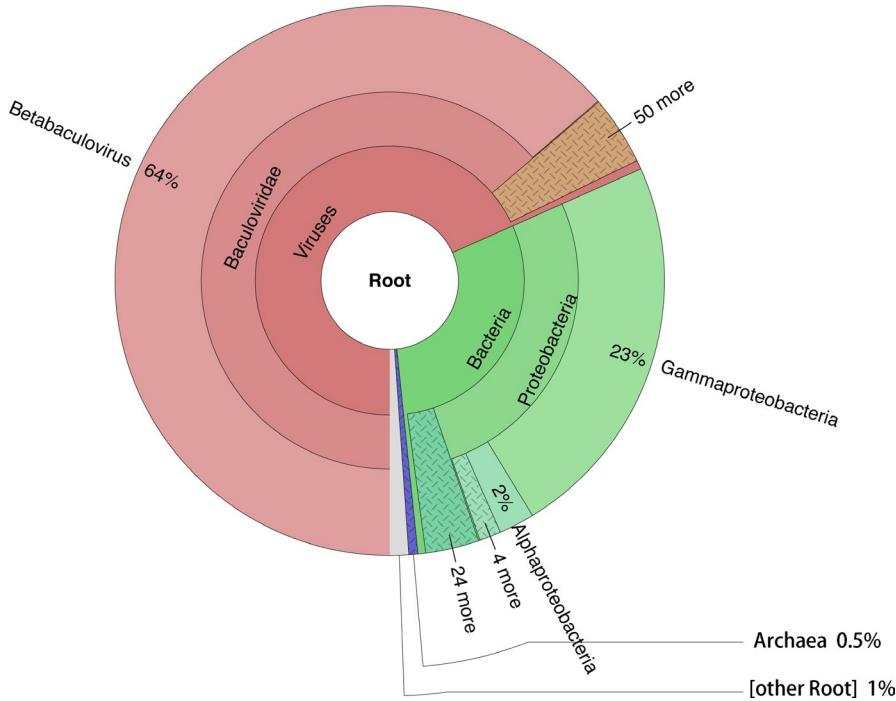 50 more
Betabaculovirus
64%
Baculoviridae
Viruses
Root
Bacteria
Proteobacteria
23%
Gammaproteobacteria
2%
Alphaproteobacteria
4 more
24 more
Archaea 0.5%
[other Root] 1%